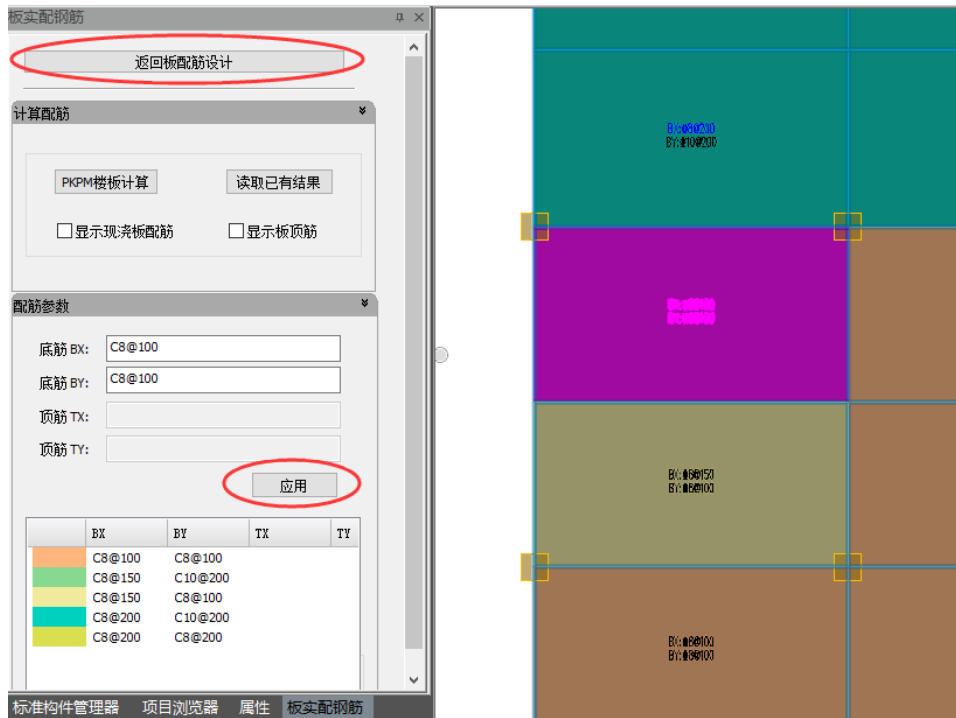 板实配钢筋
返回板配筋设计
计算配筋
PKPM楼板计算 读取已有结果
显示现浇板配筋 显示板顶筋
配筋参数
底筋 BX: C8@100
底筋 BY: C8@100
顶筋 TX:
顶筋 TY:
应用
BX BY TX TY
C8@100 C8@100
C8@150 C10@200
C8@150 C8@100
C8@200 C10@200
C8@200 C8@200
标准构件管理器 项目浏览器 属性 板实配钢筋